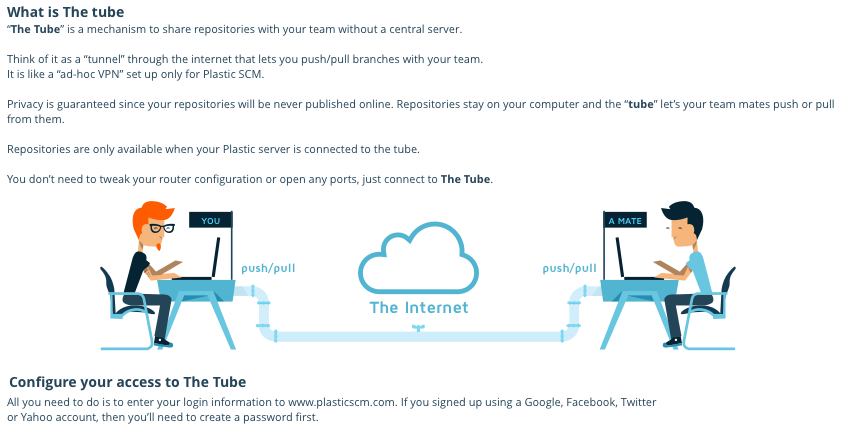 What is The tube
“The Tube” is a mechanism to share repositories with your team without a central server.
Think of it as a “tunnel” through the internet that lets you push/pull branches with your team.
It is like a “ad-hoc VPN” set up only for Plastic SCM.
Privacy is guaranteed since your repositories will be never published online. Repositories stay on your computer and the “tube” let’s your team mates push or pull
from them.
Repositories are only available when your Plastic server is connected to the tube.
You don’t need to tweak your router configuration or open any ports, just connect to The Tube.
YOU
A MATE
push/pull
push/pull
The Internet
Configure your access to The Tube
All you need to do is to enter your login information to www.plasticscm.com. If you signed up using a Google, Facebook, Twitter
or Yahoo account, then you’ll need to create a password first.